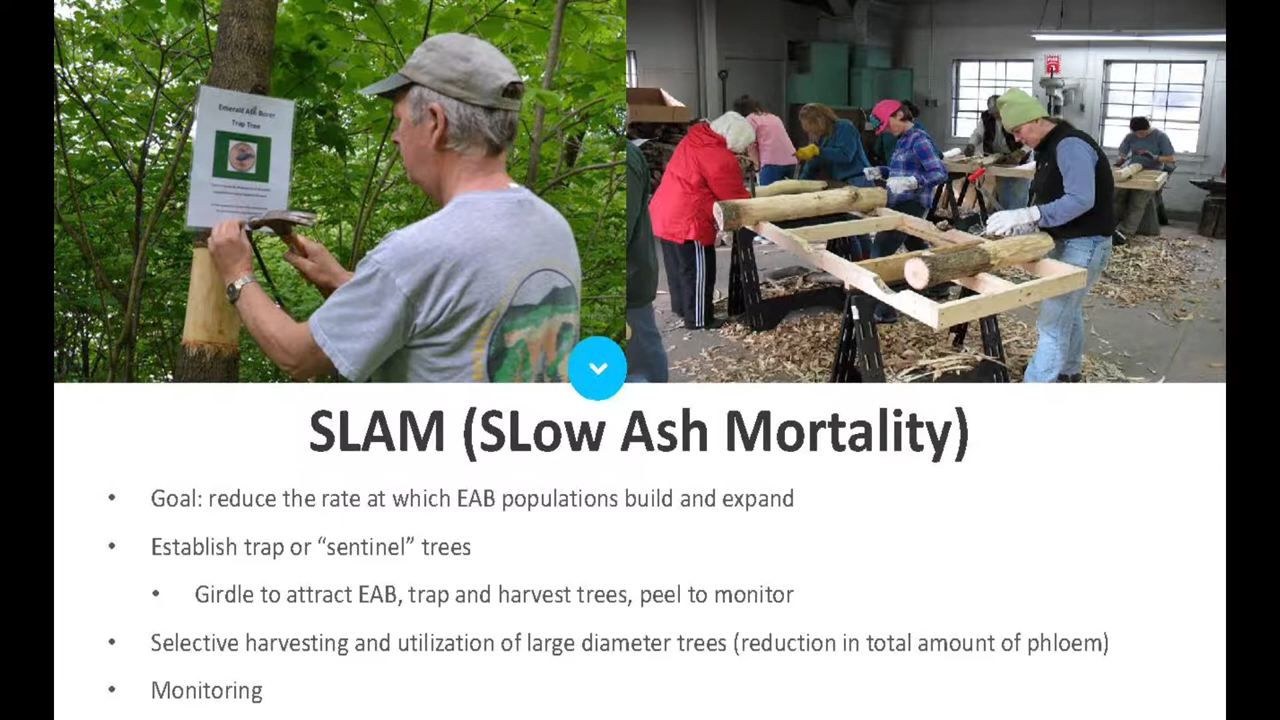 Emerald Ash Borer
Trap Tree
SLAM (SLow Ash Mortality)
• Goal: reduce the rate at which EAB populations build and expand
• Establish trap or “sentinel” trees
• Girdle to attract EAB, trap and harvest trees, peel to monitor
• Selective harvesting and utilization of large diameter trees (reduction in total amount of phloem)
• Monitoring